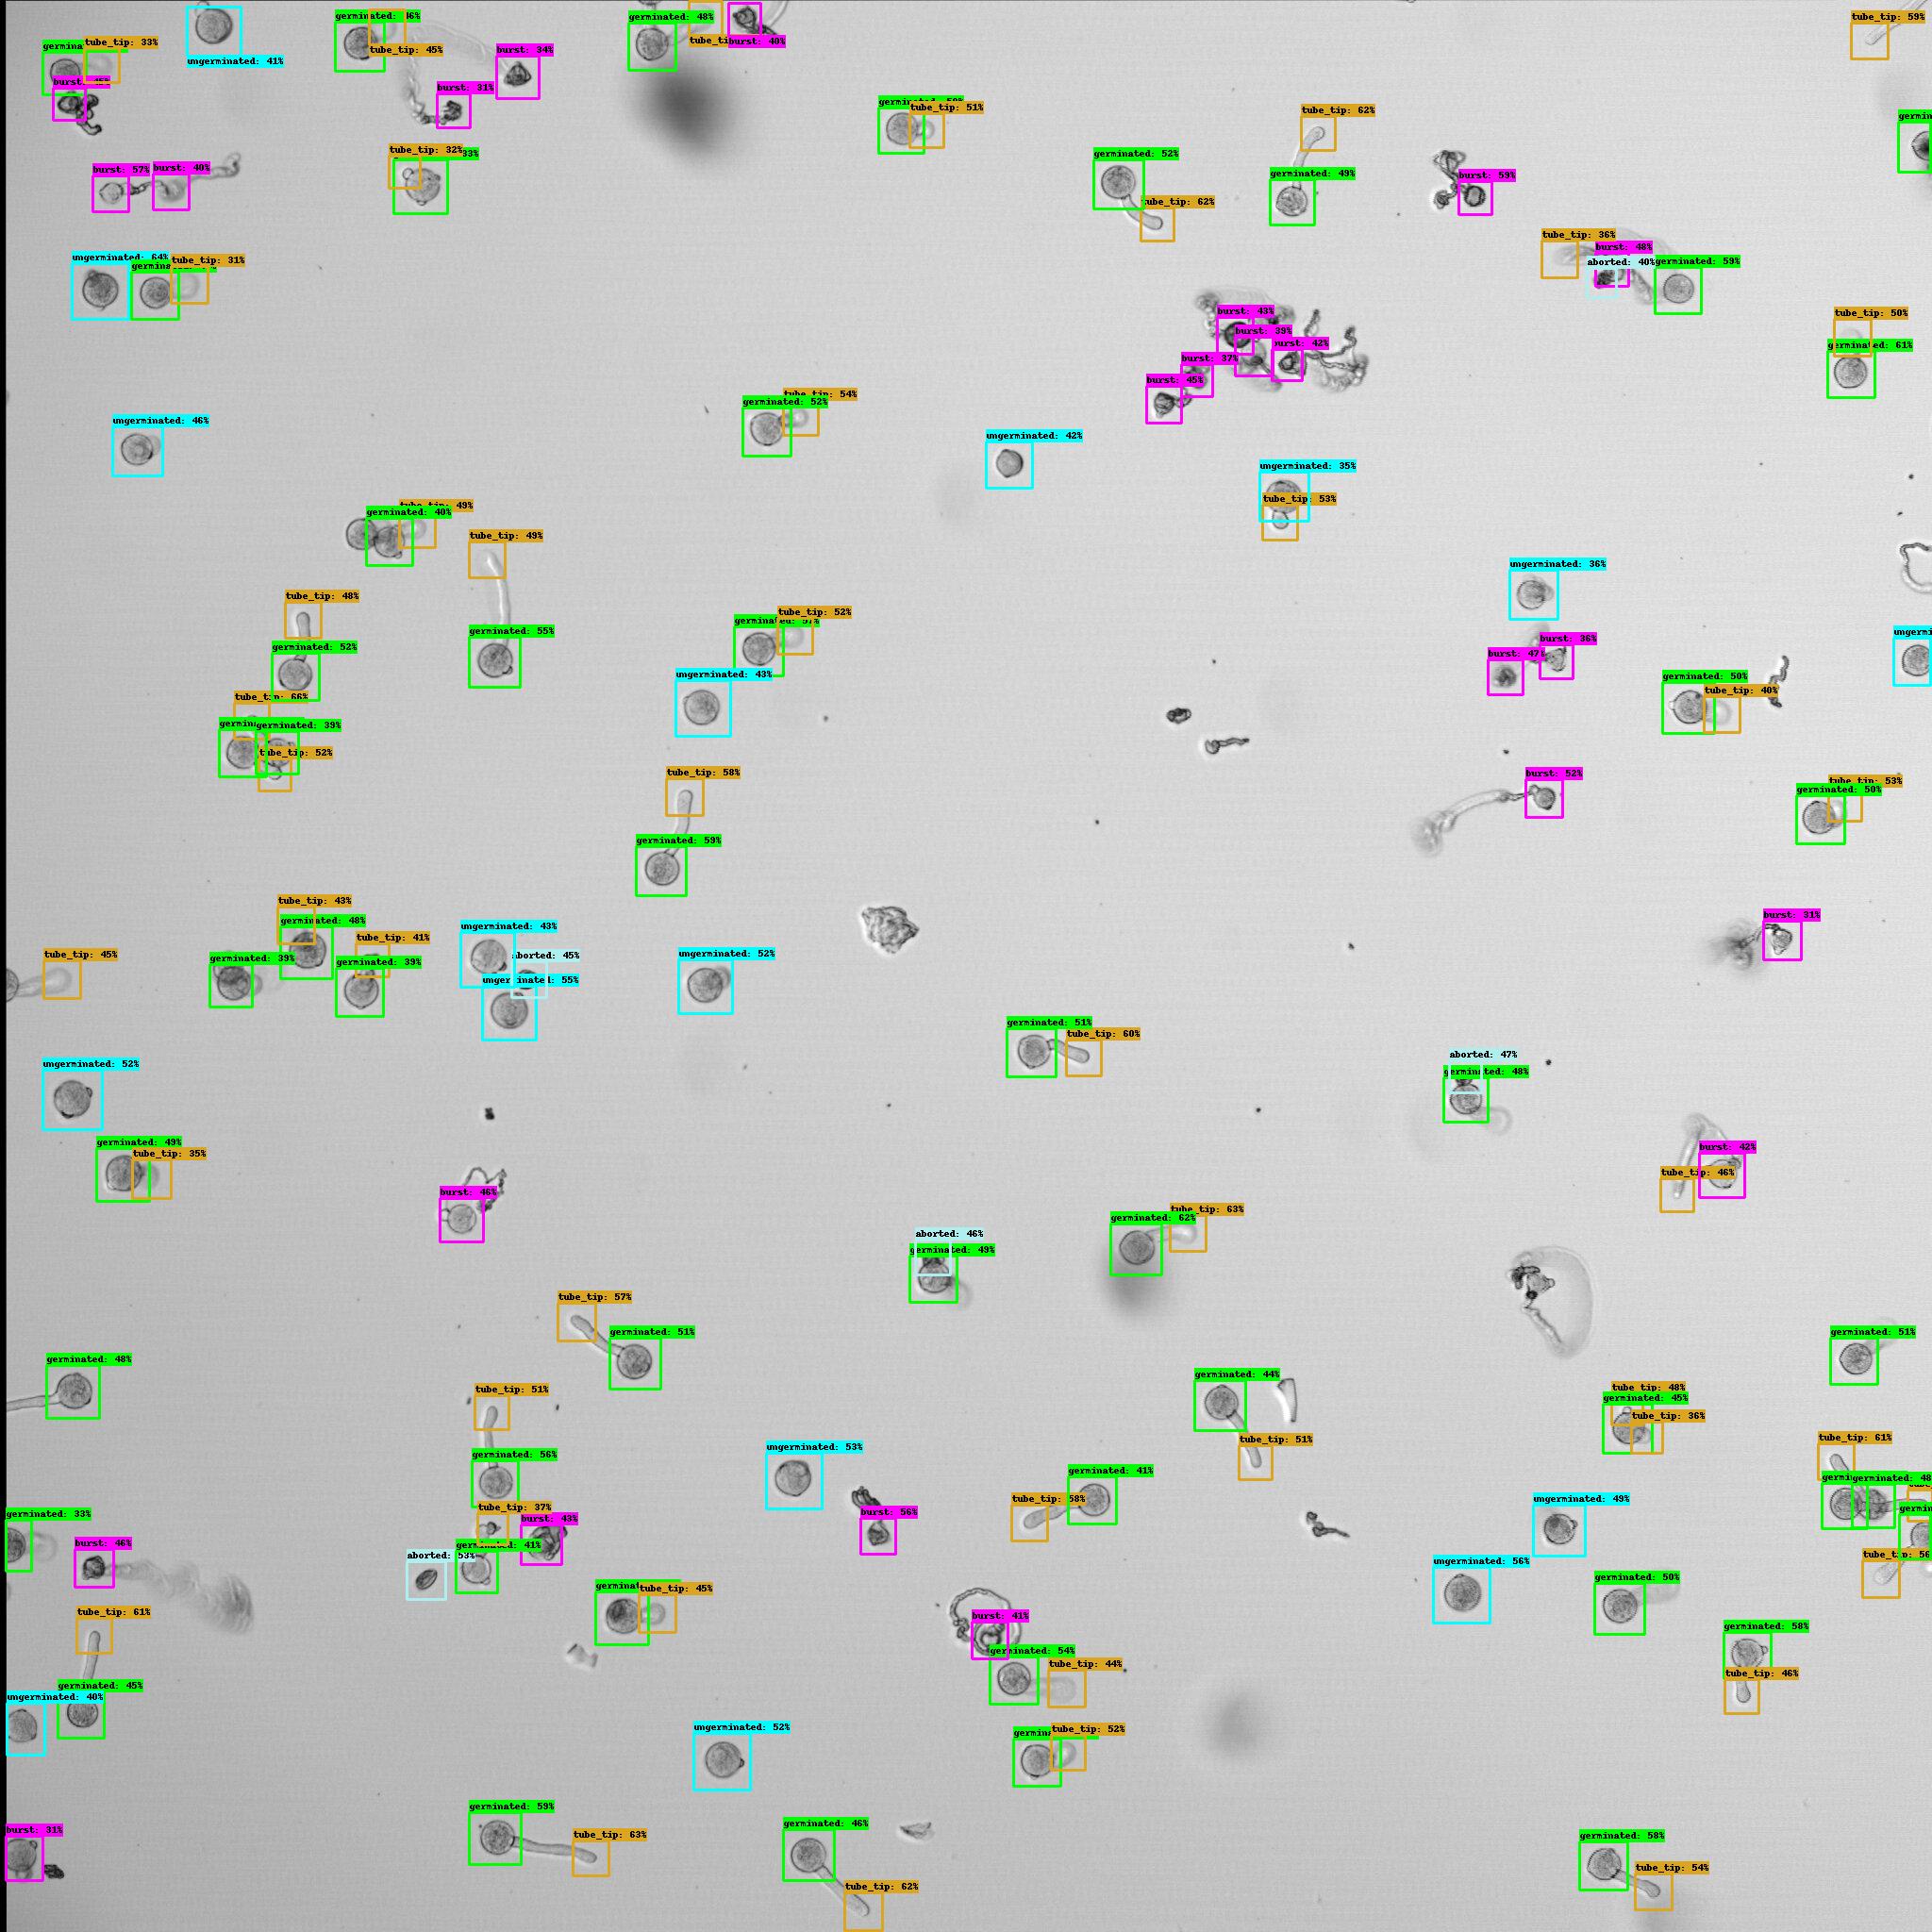 germinated: 46%
germinated: 48%
tube_tip: 59%
tube_tip: 33%
burst: 40%
tube_tip: 45%
burst: 34%
ungerminated: 41%
burst: 31%
tube_tip: 51%
tube_tip: 62%
tube_tip: 32%
germinated: 52%
burst: 57%
burst: 40%
germinated: 49%
burst: 59%
tube_tip: 62%
tube_tip: 36%
burst: 48%
ungerminated: 64%
tube_tip: 31%
aborted: 40%
germinated: 59%
burst: 43%
tube_tip: 50%
burst: 39%
burst: 42%
germinated: 61%
burst: 37%
burst: 45%
tube_tip: 54%
germinated: 52%
ungerminated: 46%
ungerminated: 42%
ungerminated: 35%
tube_tip: 53%
tube_tip: 49%
germinated: 40%
tube_tip: 49%
ungerminated: 36%
tube_tip: 48%
tube_tip: 52%
germinated: 55%
burst: 36%
germinated: 52%
burst: 47%
ungerminated: 43%
germinated: 50%
tube_tip: 40%
tube_tip: 66%
germinated: 39%
tube_tip: 52%
tube_tip: 58%
burst: 52%
tube_tip: 53%
germinated: 50%
germinated: 59%
tube_tip: 43%
burst: 31%
germinated: 48%
ungerminated: 43%
tube_tip: 41%
tube_tip: 45%
ungerminated: 52%
aborted: 45%
germinated: 39%
germinated: 39%
ungerminated: 55%
germinated: 51%
tube_tip: 60%
aborted: 47%
ungerminated: 52%
germinated: 48%
germinated: 49%
burst: 42%
tube_tip: 35%
tube_tip: 46%
burst: 46%
tube_tip: 63%
germinated: 62%
aborted: 46%
germinated: 49%
tube_tip: 57%
germinated: 51%
germinated: 51%
germinated: 48%
germinated: 44%
tube_tip: 51%
tube_tip: 48%
germinated: 45%
tube_tip: 36%
tube_tip: 61%
tube_tip: 51%
ungerminated: 53%
germinated: 56%
germinated: 41%
germinated: 48
tube_tip: 58%
ungerminated: 49%
tube_tip: 37%
germinated: 33%
burst: 56%
burst: 43%
burst: 46%
germinated: 41%
aborted: 53%
tube_tip: 56
ungerminated: 56%
germinated: 50%
tube_tip: 45%
tube_tip: 61%
burst: 41%
germinated: 58%
germinated: 54%
tube_tip: 44%
tube_tip: 46%
germinated: 45%
ungerminated: 40%
ungerminated: 52%
tube_tip: 52%
germinated: 59%
germinated: 46%
burst: 31%
tube_tip: 63%
germinated: 58%
tube_tip: 54%
tube_tip: 62%